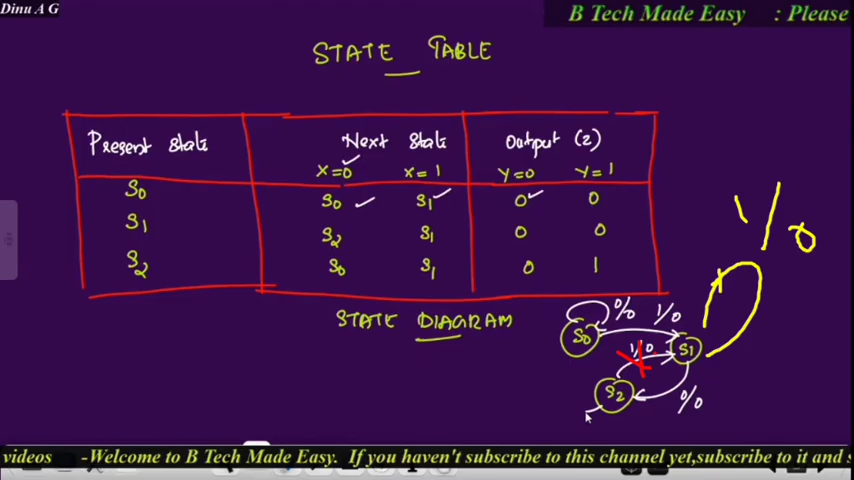 Dinu A G
B Tech Made Easy : Please
STATE TABLE
Present State Next State Output (Z)
X=0 X=1 Y=0 Y=1
S0 S0 S1 0 0
S1 S2 S1 0 0
S2 S0 S1 0 1
1/0
STATE DIAGRAM
0/0 1/0
S0 1/0 S1
S2 0/0
videos -Welcome to B Tech Made Easy. If you haven't subscribe to this channel yet,subscribe to it and s